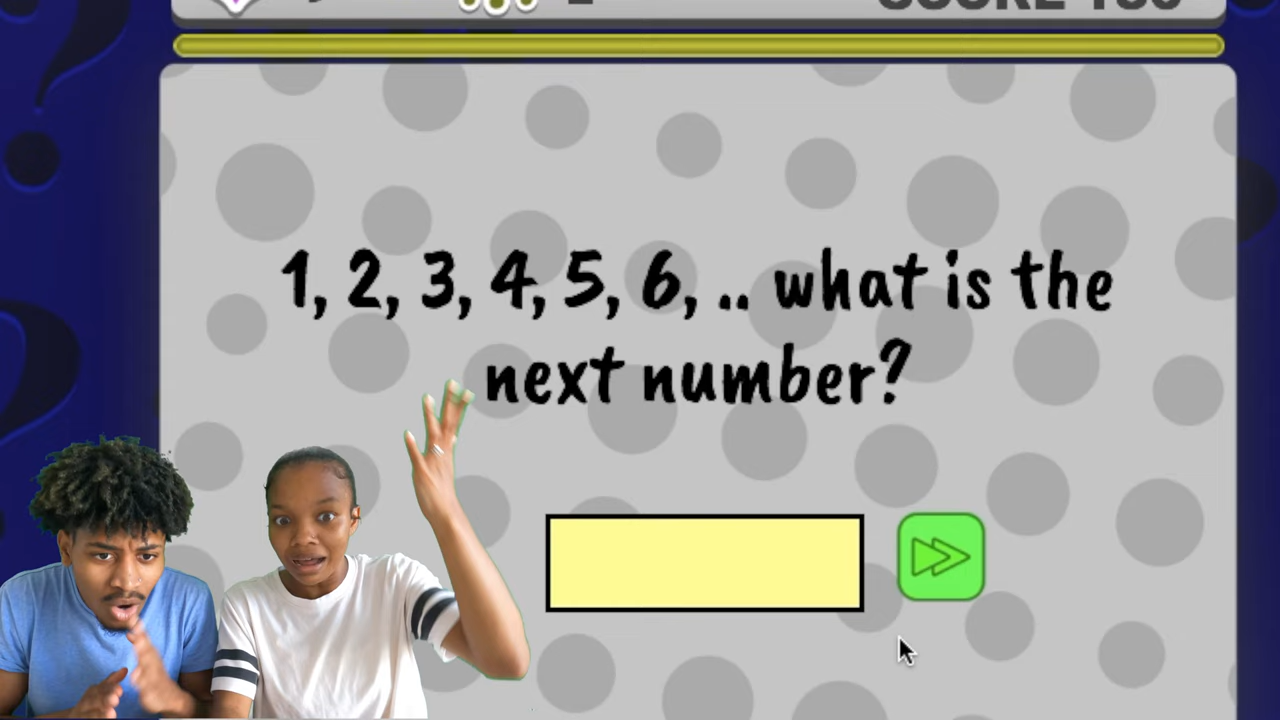 1, 2, 3, 4, 5, 6, .. what is the
next number?